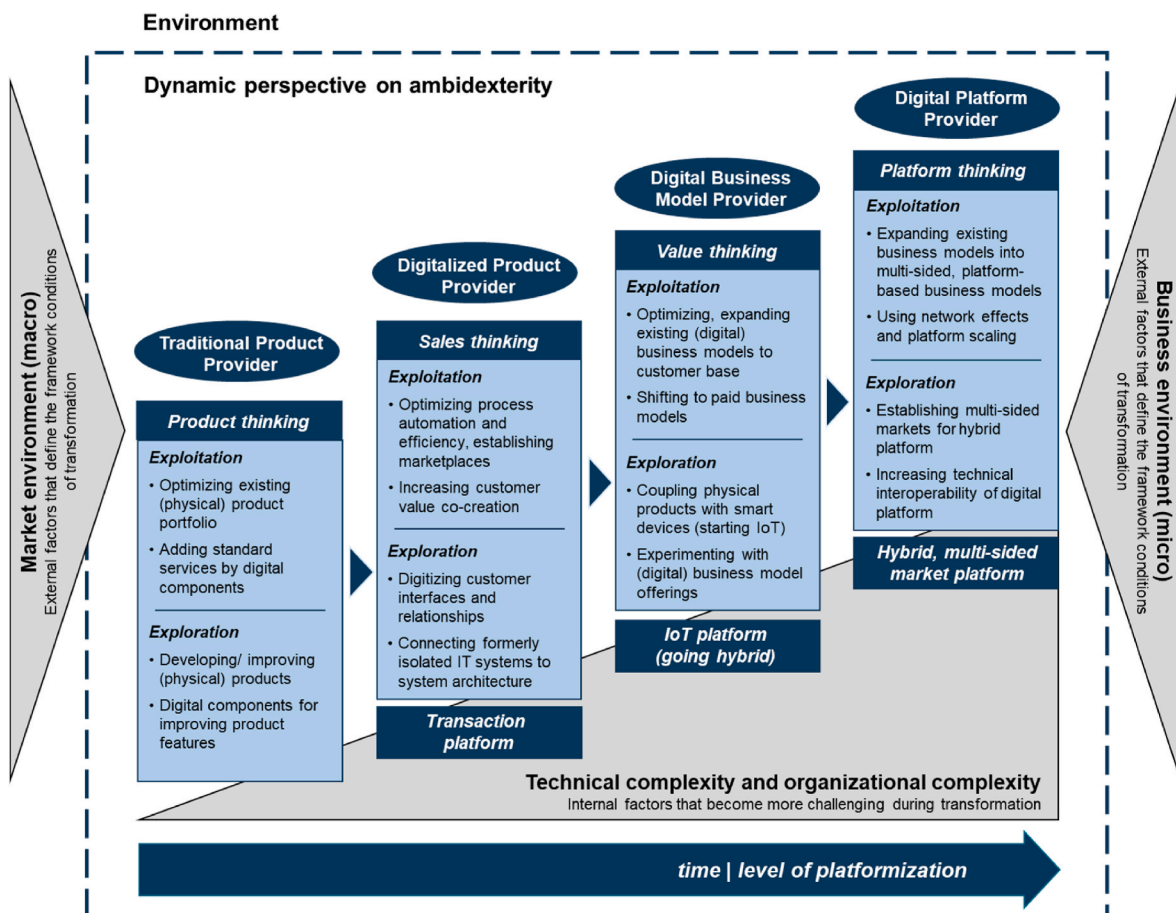 Environment
Dynamic perspective on ambidexterity
Market environment (macro)
External factors that define the framework conditions
of transformation
Traditional Product
Provider
Product thinking
Exploitation
• Optimizing existing
(physical) product
portfolio
• Adding standard
services by digital
components
Exploration
• Developing/ improving
(physical) products
• Digital components for
improving product
features
Digitalized Product
Provider
Sales thinking
Exploitation
• Optimizing process
automation and
efficiency, establishing
marketplaces
• Increasing customer
value co-creation
Exploration
• Digitizing customer
interfaces and
relationships
• Connecting formerly
isolated IT systems to
system architecture
Transaction
platform
Digital Business
Model Provider
Value thinking
Exploitation
• Optimizing, expanding
existing (digital)
business models to
customer base
• Shifting to paid business
models
Exploration
• Coupling physical
products with smart
devices (starting IoT)
• Experimenting with
(digital) business model
offerings
IoT platform
(going hybrid)
Digital Platform
Provider
Platform thinking
Exploitation
• Expanding existing
business models into
multi-sided, platform-
based business models
• Using network effects
and platform scaling
Exploration
• Establishing multi-sided
markets for hybrid
platform
• Increasing technical
interoperability of digital
platform
Hybrid, multi-sided
market platform
Business environment (micro)
External factors that define the framework conditions
of transformation
Technical complexity and organizational complexity
Internal factors that become more challenging during transformation
time | level of platformization